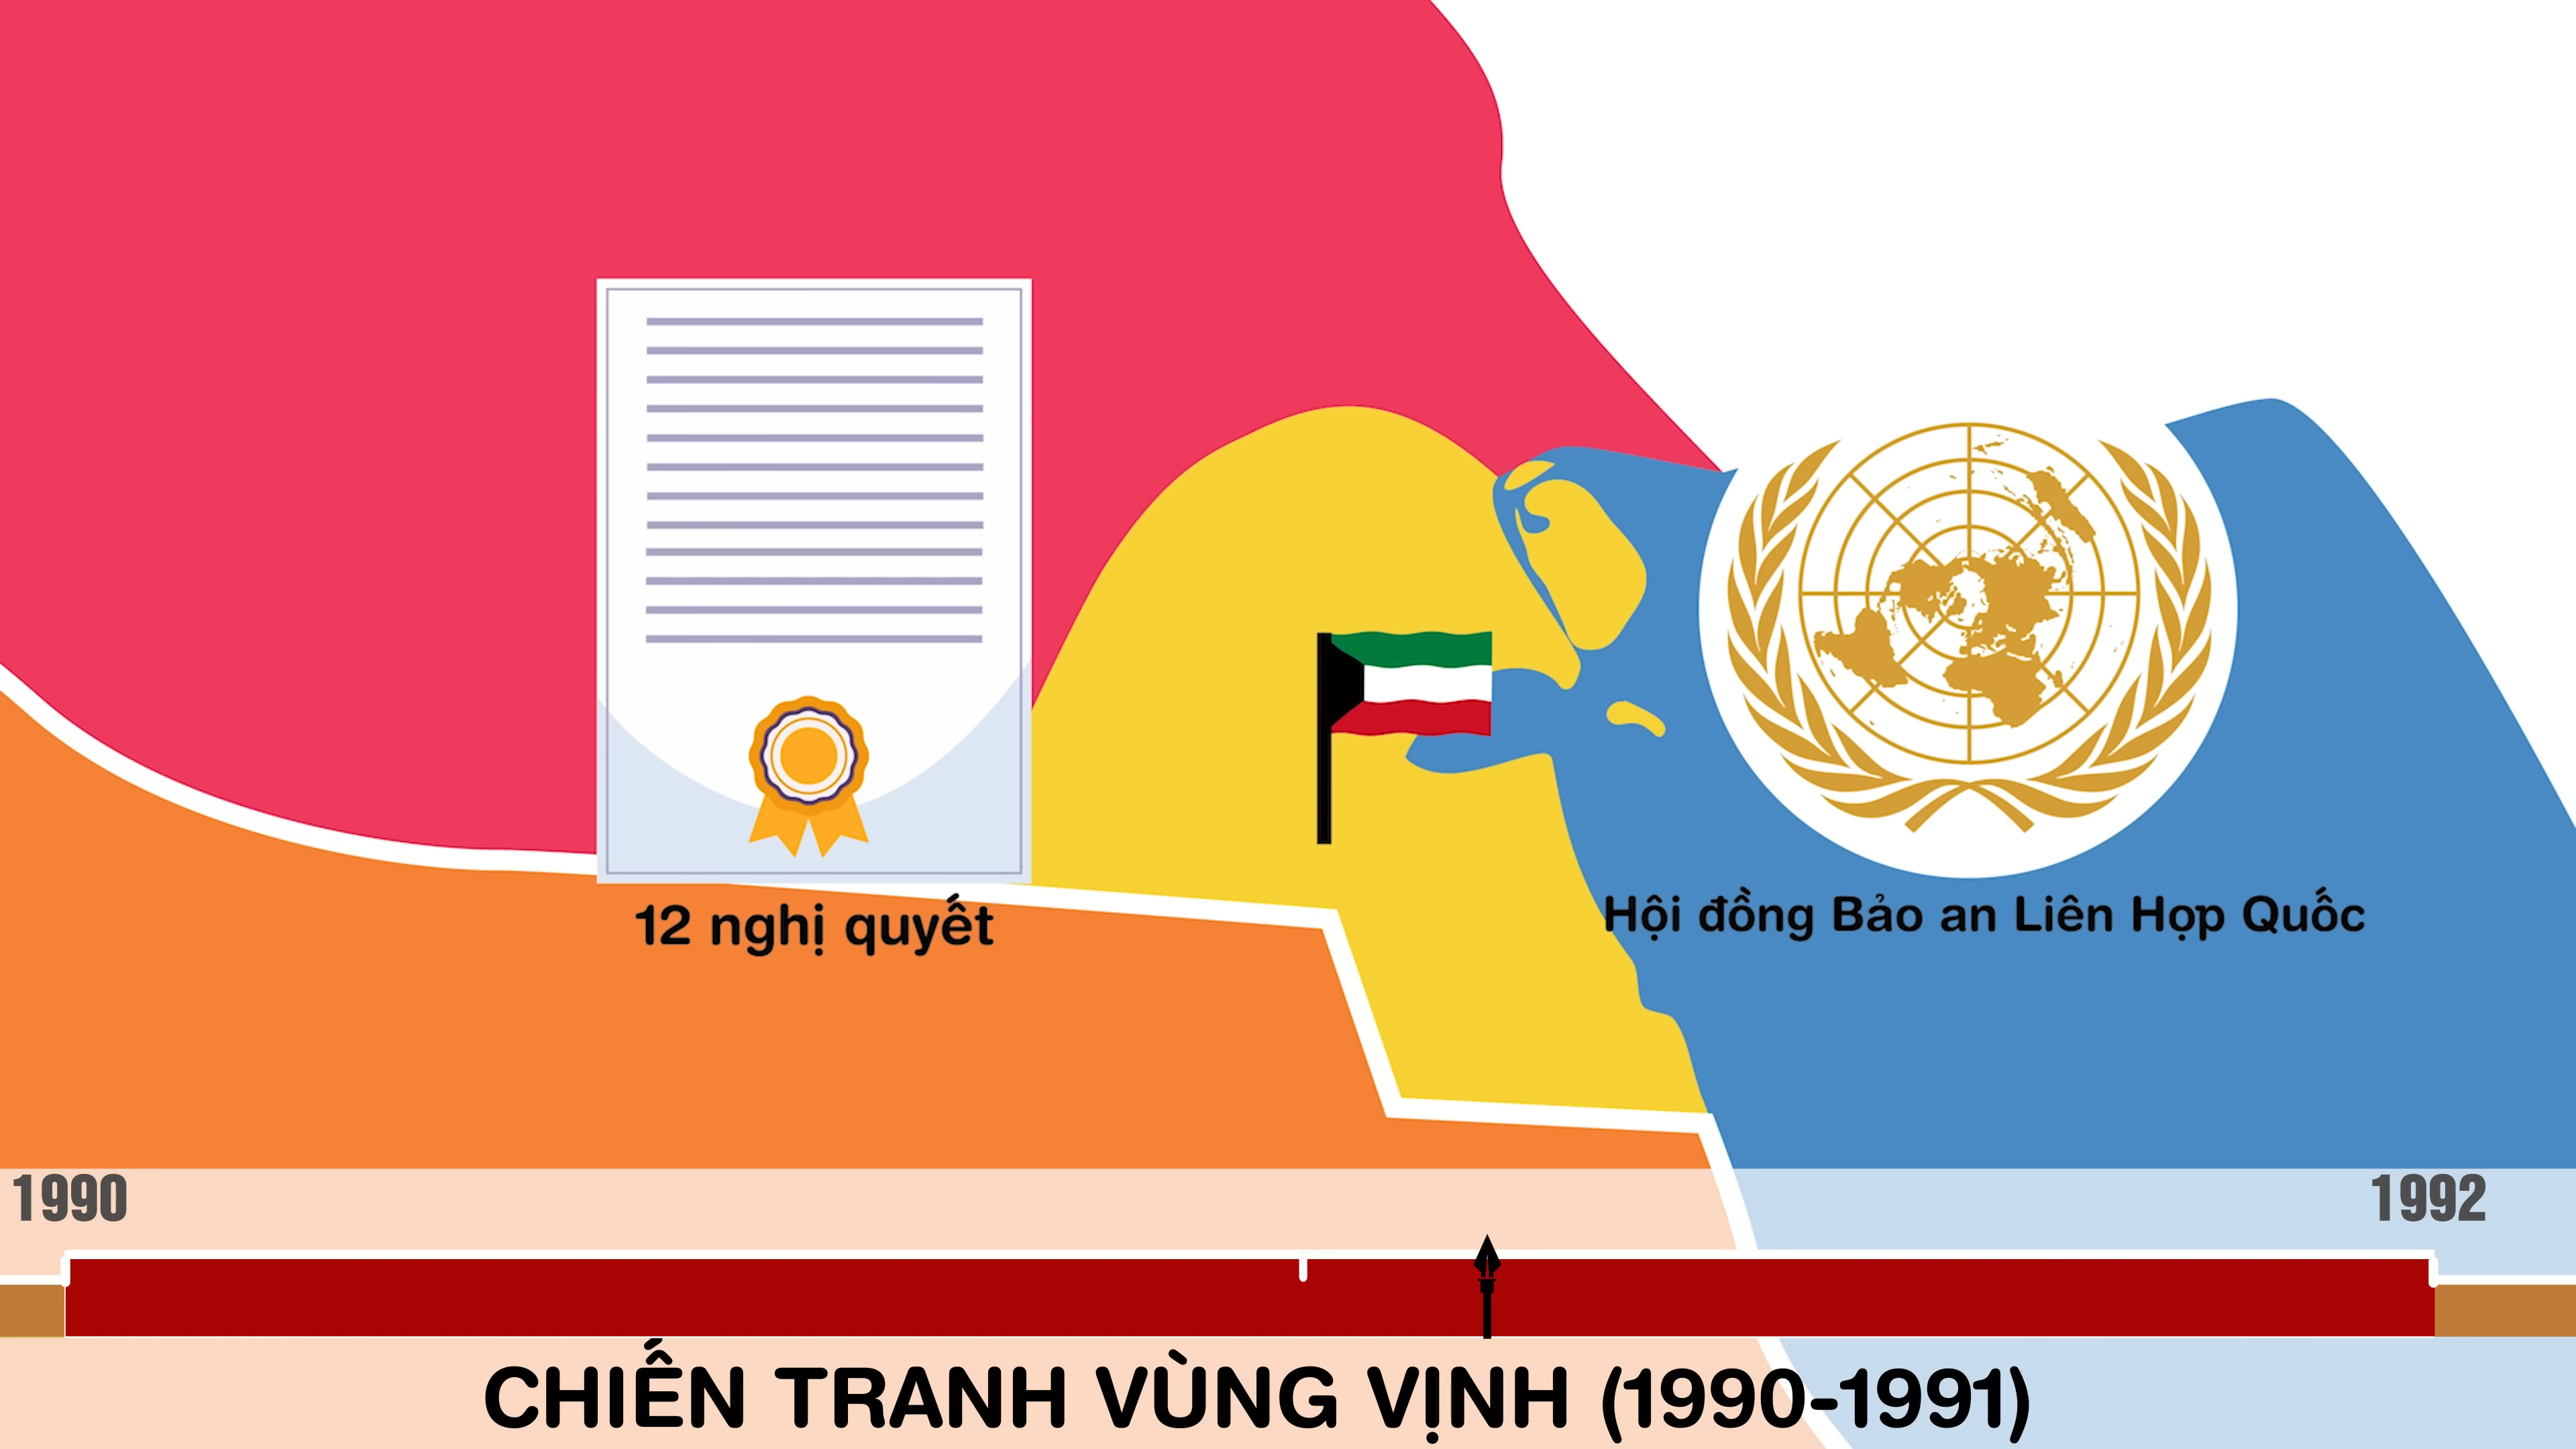 12 nghị quyết
Hội đồng Bảo an Liên Hợp Quốc
1990
1992
CHIẾN TRANH VÙNG VỊNH (1990-1991)